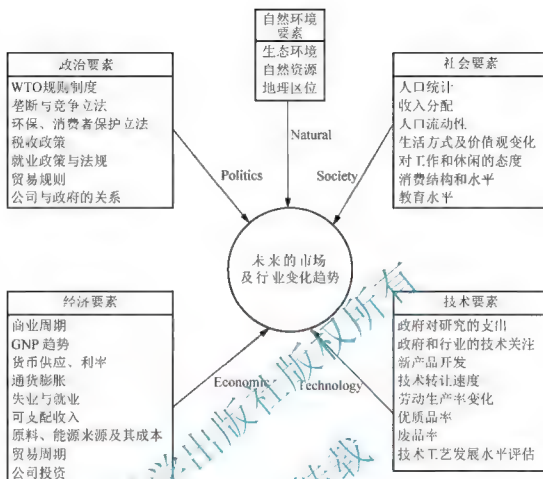 自然环境
要素
生态环境
自然资源
地理区位
政治要素
WTO规则制度
垄断与竞争立法
环保、消费者保护立法
税收政策
就业政策与法规
贸易规则
公司与政府的关系
社会要素
人口统计
收入分配
人口流动性
生活方式及价值观变化
对工作和休闲的态度
消费结构和水平
教育水平
Natural
Politics
Society
未来的市场
及行业变化趋势
经济要素
商业周期
GNP 趋势
货币供应、利率
通货膨胀
失业与就业
可支配收入
原料、能源来源及其成本
贸易周期
公司投资
Economic
Technology
技术要素
政府对研究的支出
政府和行业的技术关注
新产品开发
技术转让速度
劳动生产率变化
优质品率
废品率
技术工艺发展水平评估
学出版社版权所有